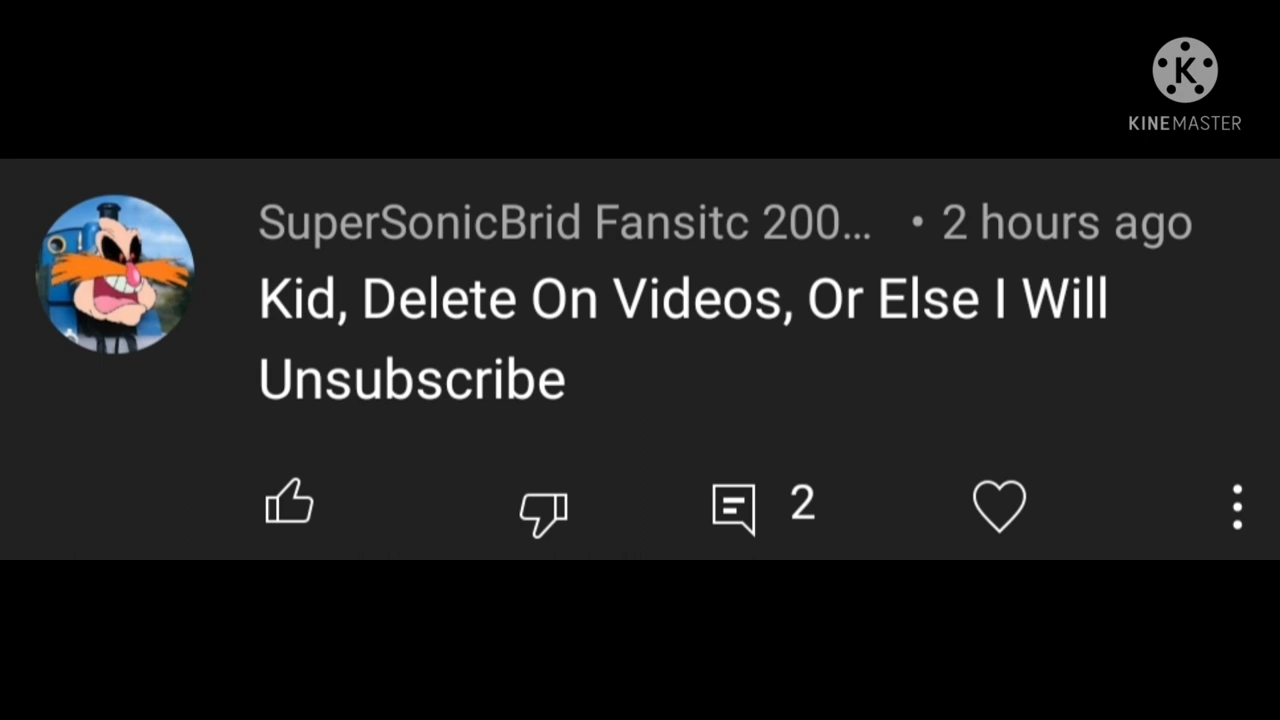 K
KINEMASTER
SuperSonicBrid Fansitc 200... • 2 hours ago
Kid, Delete On Videos, Or Else I Will
Unsubscribe
2